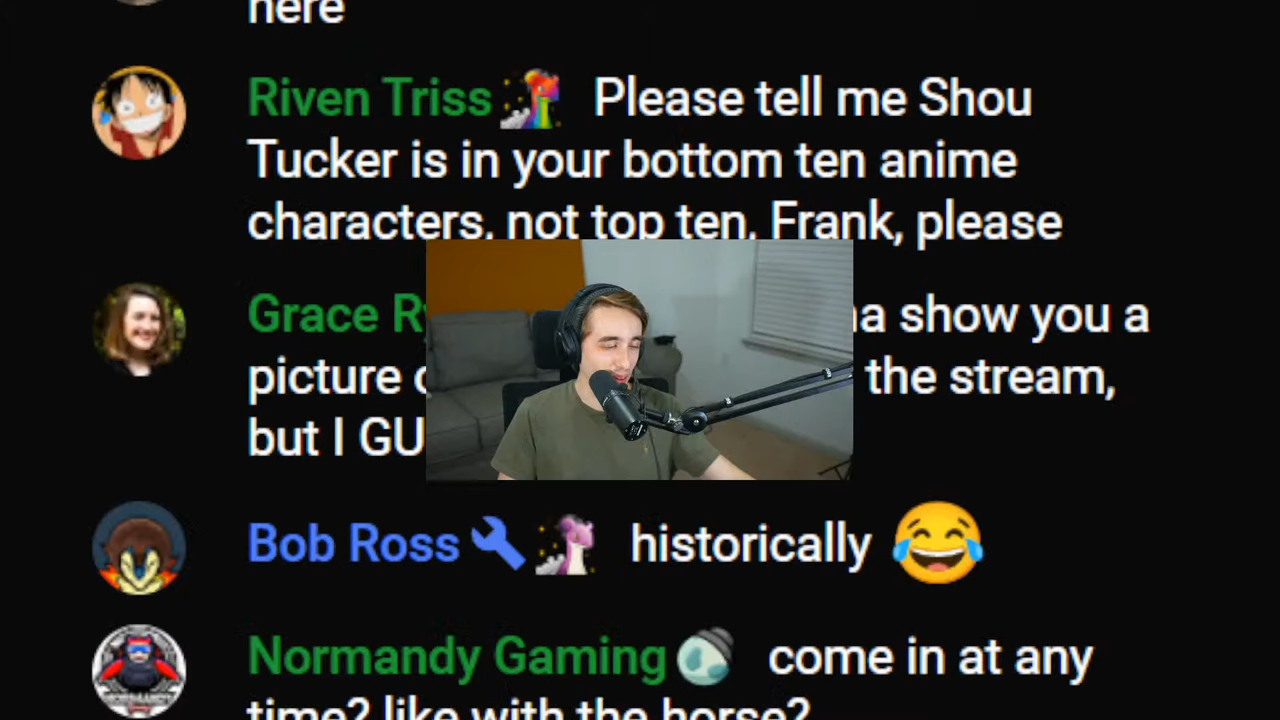 here
Riven Triss Please tell me Shou
Tucker is in your bottom ten anime
characters, not top ten, Frank, please
Grace show you a
picture the stream,
but I
Bob Ross historically
Normandy Gaming come in at any
time? like with the horse?